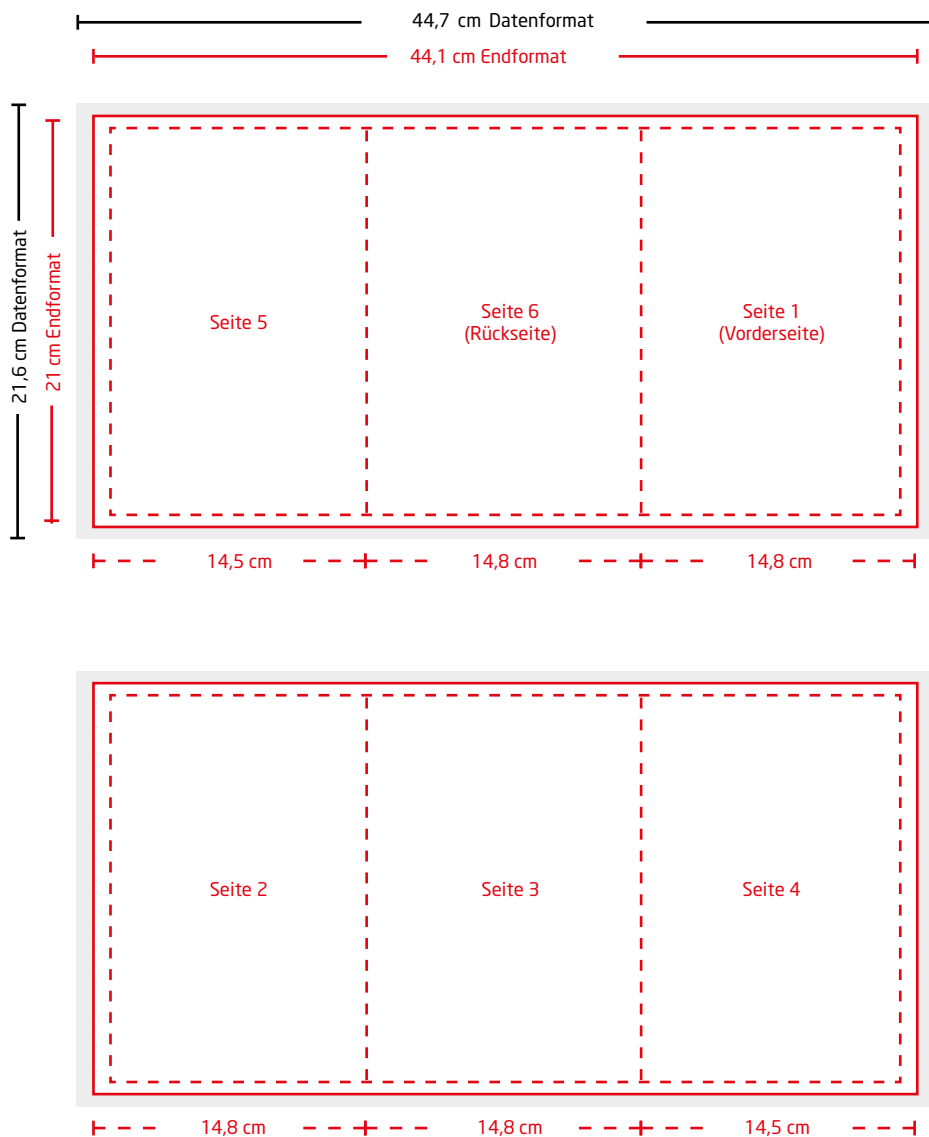 44,7 cm Datenformat
44,1 cm Endformat
21,6 cm Datenformat
21 cm Endformat
Seite 5
Seite 6
(Rückseite)
Seite 1
(Vorderseite)
14,5 cm
14,8 cm
14,8 cm
Seite 2
Seite 3
Seite 4
14,8 cm
14,8 cm
14,5 cm